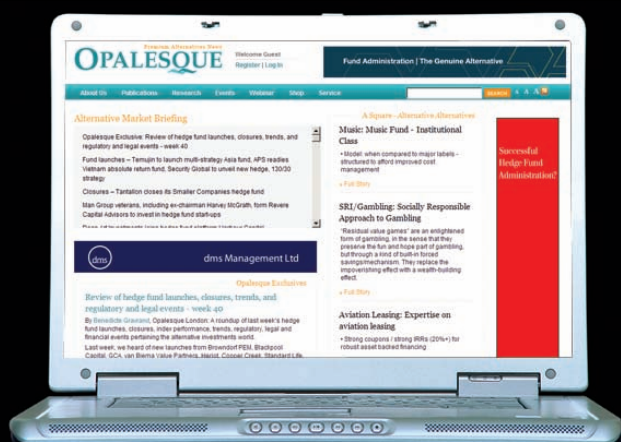 Premium Alternatives News
OPALESQUE
Welcome Guest
Register | Log In
Fund Administration | The Genuine Alternative
About Us Publications Research Events Webinar Shop Service
SEARCH A A A
Alternative Market Briefing
Opalesque Exclusive: Review of hedge fund launches, closures, trends, and
regulatory and legal events - week 40
Fund launches – Temujin to launch multi-strategy Asia fund, APS readies
Vietnam absolute return fund, Security Global to unveil new hedge, 130/30
strategy
Closures – Tantallon closes its Smaller Companies hedge fund
Man Group veterans, including ex-chairman Harvey McGrath, form Revere
Capital Advisors to invest in hedge fund start-ups
dms
dms Management Ltd
Opalesque Exclusives
Review of hedge fund launches, closures, trends, and
regulatory and legal events - week 40
By Benedicte Gravrand, Opalesque London: A roundup of last week's hedge
fund launches, closures, index performance, trends, regulatory, legal and
financial events pertaining the alternative investments world.
Last week, we heard of new launches from Browndorf PEM, Blackpool
Capital, GCA, van Biema Value Partners, Heriot, Cooper Creek, Standard Life,
A Square - Alternative Alternatives
Music: Music Fund - Institutional
Class
• Model: when compared to major labels -
structured to afford improved cost
management
» Full Story
SRI/Gambling: Socially Responsible
Approach to Gambling
"Residual value games" are an enlightened
form of gambling, in the sense that they
preserve the fun and hope part of gambling,
but through a kind of built-in forced
savings/mechanism. They replace the
impoverishing effect with a wealth-building
effect.
» Full Story
Aviation Leasing: Expertise on
aviation leasing
• Strong coupons / strong IRRs (20%+) for
robust asset backed financing
Successful
Hedge Fund
Administration?